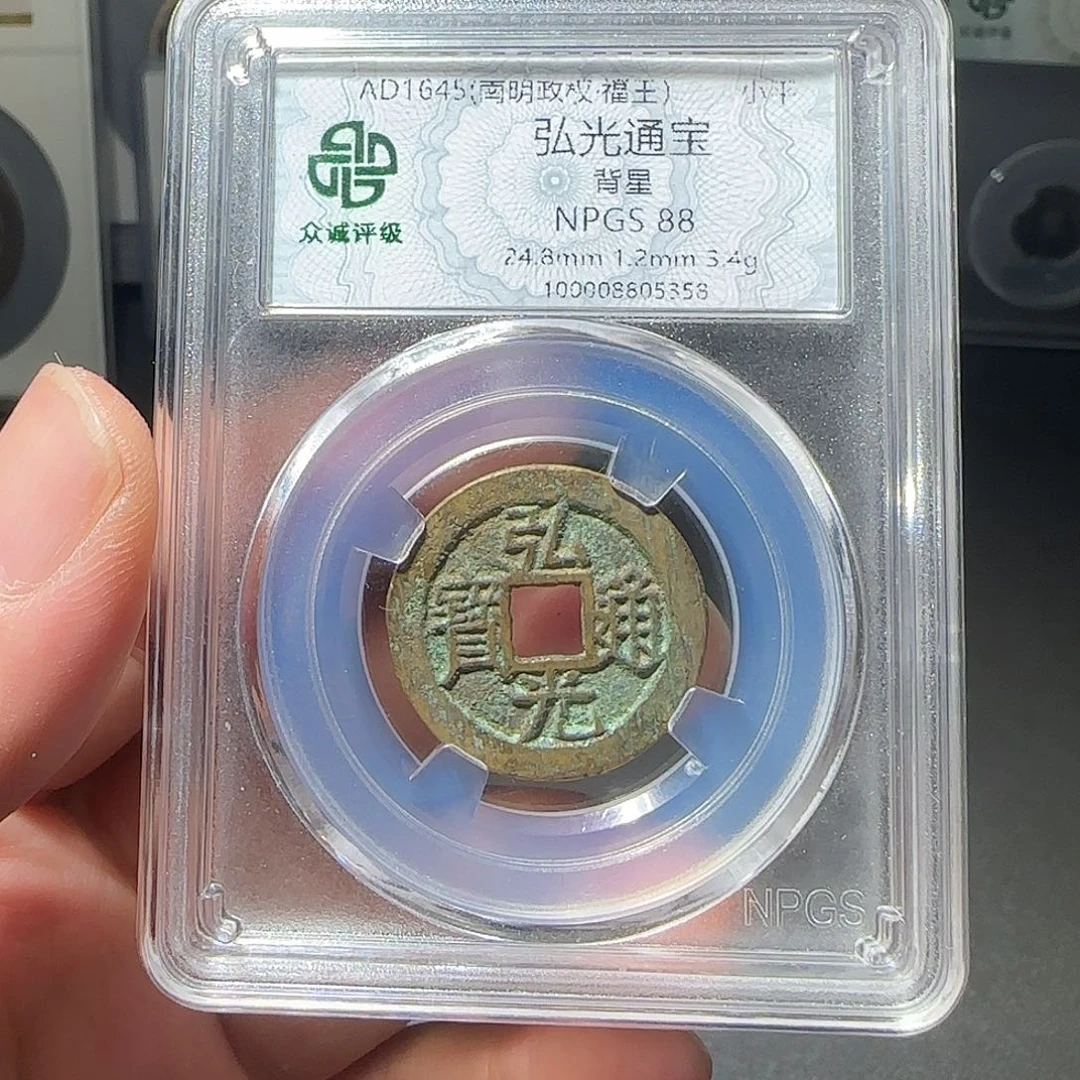 AD1645(南明政权·福王) 小平
弘光通宝
背星
NPGS 88
24.8mm 1.2mm 3.4g
100008805358
众诚评级
弘光通寶
NPGS